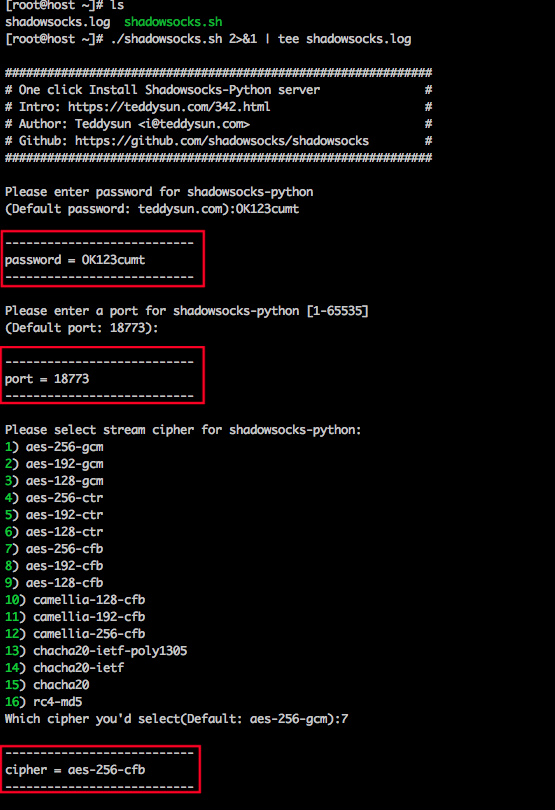 [root@host ~]# ls
shadowsocks.log  shadowsocks.sh
[root@host ~]# ./shadowsocks.sh 2>&1 | tee shadowsocks.log
#############################################################
# One click Install Shadowsocks-Python server               #
# Intro: https://teddysun.com/342.html                      #
# Author: Teddysun <i@teddysun.com>                         #
# Github: https://github.com/shadowsocks/shadowsocks        #
#############################################################
Please enter password for shadowsocks-python
(Default password: teddysun.com):OK123cumt
---------------------------
password = OK123cumt
---------------------------
Please enter a port for shadowsocks-python [1-65535]
(Default port: 18773):
---------------------------
port = 18773
---------------------------
Please select stream cipher for shadowsocks-python:
1) aes-256-gcm
2) aes-192-gcm
3) aes-128-gcm
4) aes-256-ctr
5) aes-192-ctr
6) aes-128-ctr
7) aes-256-cfb
8) aes-192-cfb
9) aes-128-cfb
10) camellia-128-cfb
11) camellia-192-cfb
12) camellia-256-cfb
13) chacha20-ietf-poly1305
14) chacha20-ietf
15) chacha20
16) rc4-md5
Which cipher you'd select(Default: aes-256-gcm):7
---------------------------
cipher = aes-256-cfb
---------------------------